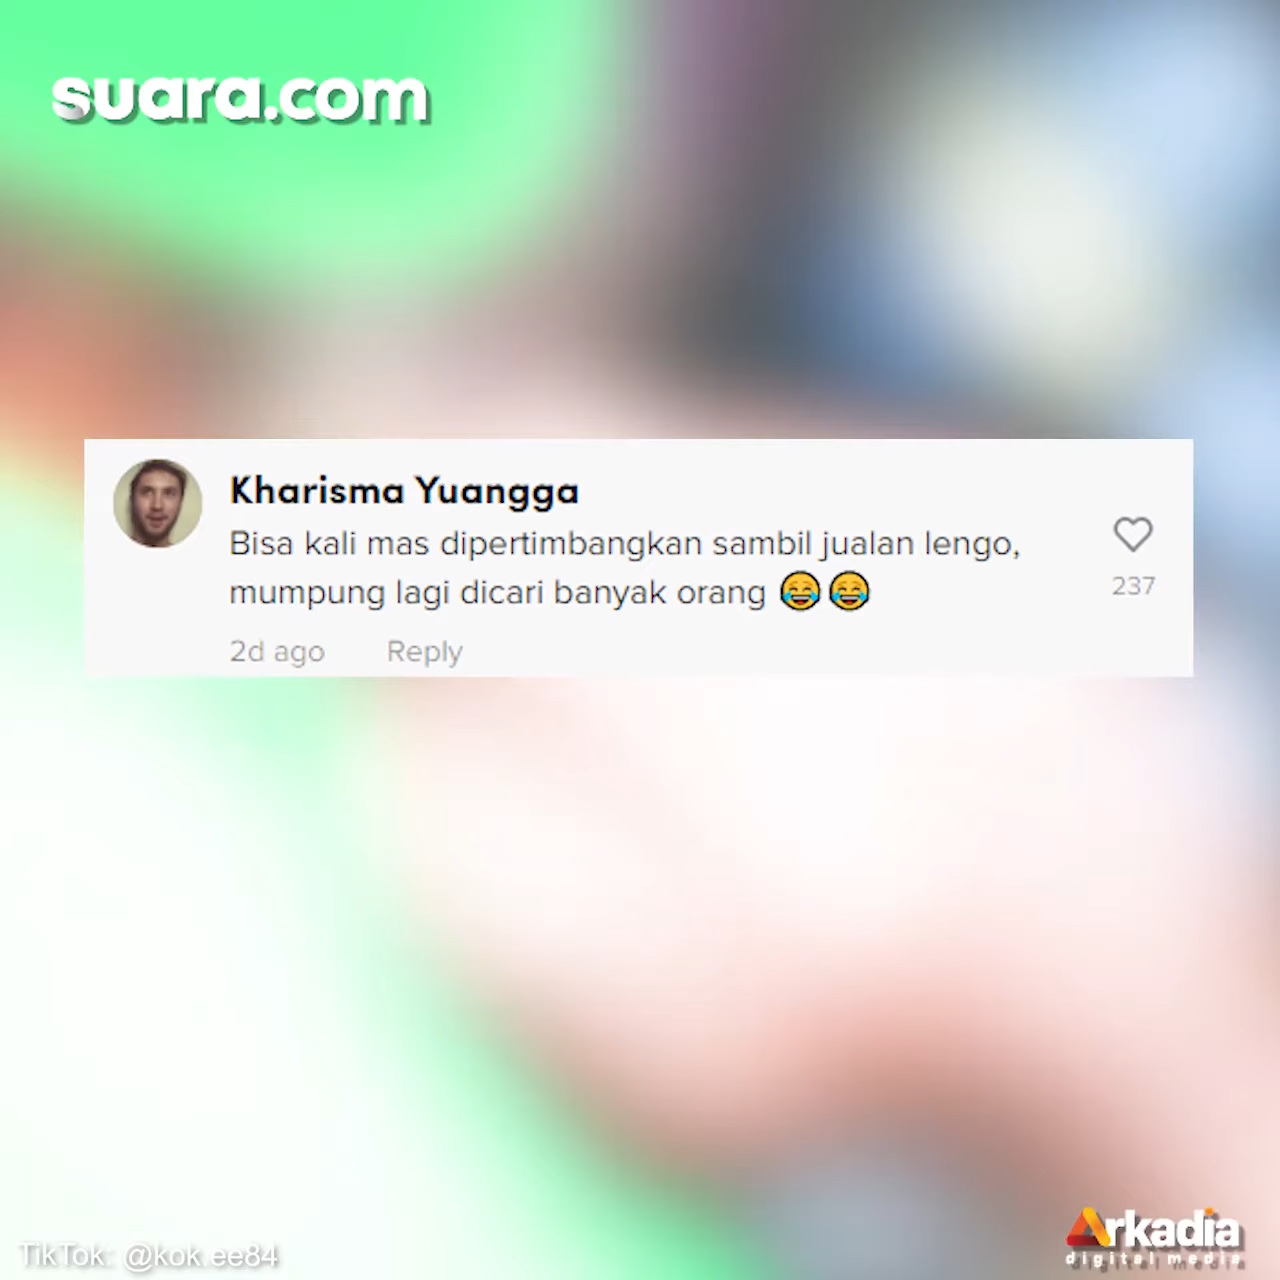 suara.com
Kharisma Yuangga
Bisa kali mas dipertimbangkan sambil jualan lengo,
mumpung lagi dicari banyak orang 😂😂
237
2d ago Reply
TikTok: @kok.ee84
Arkadia
digital media